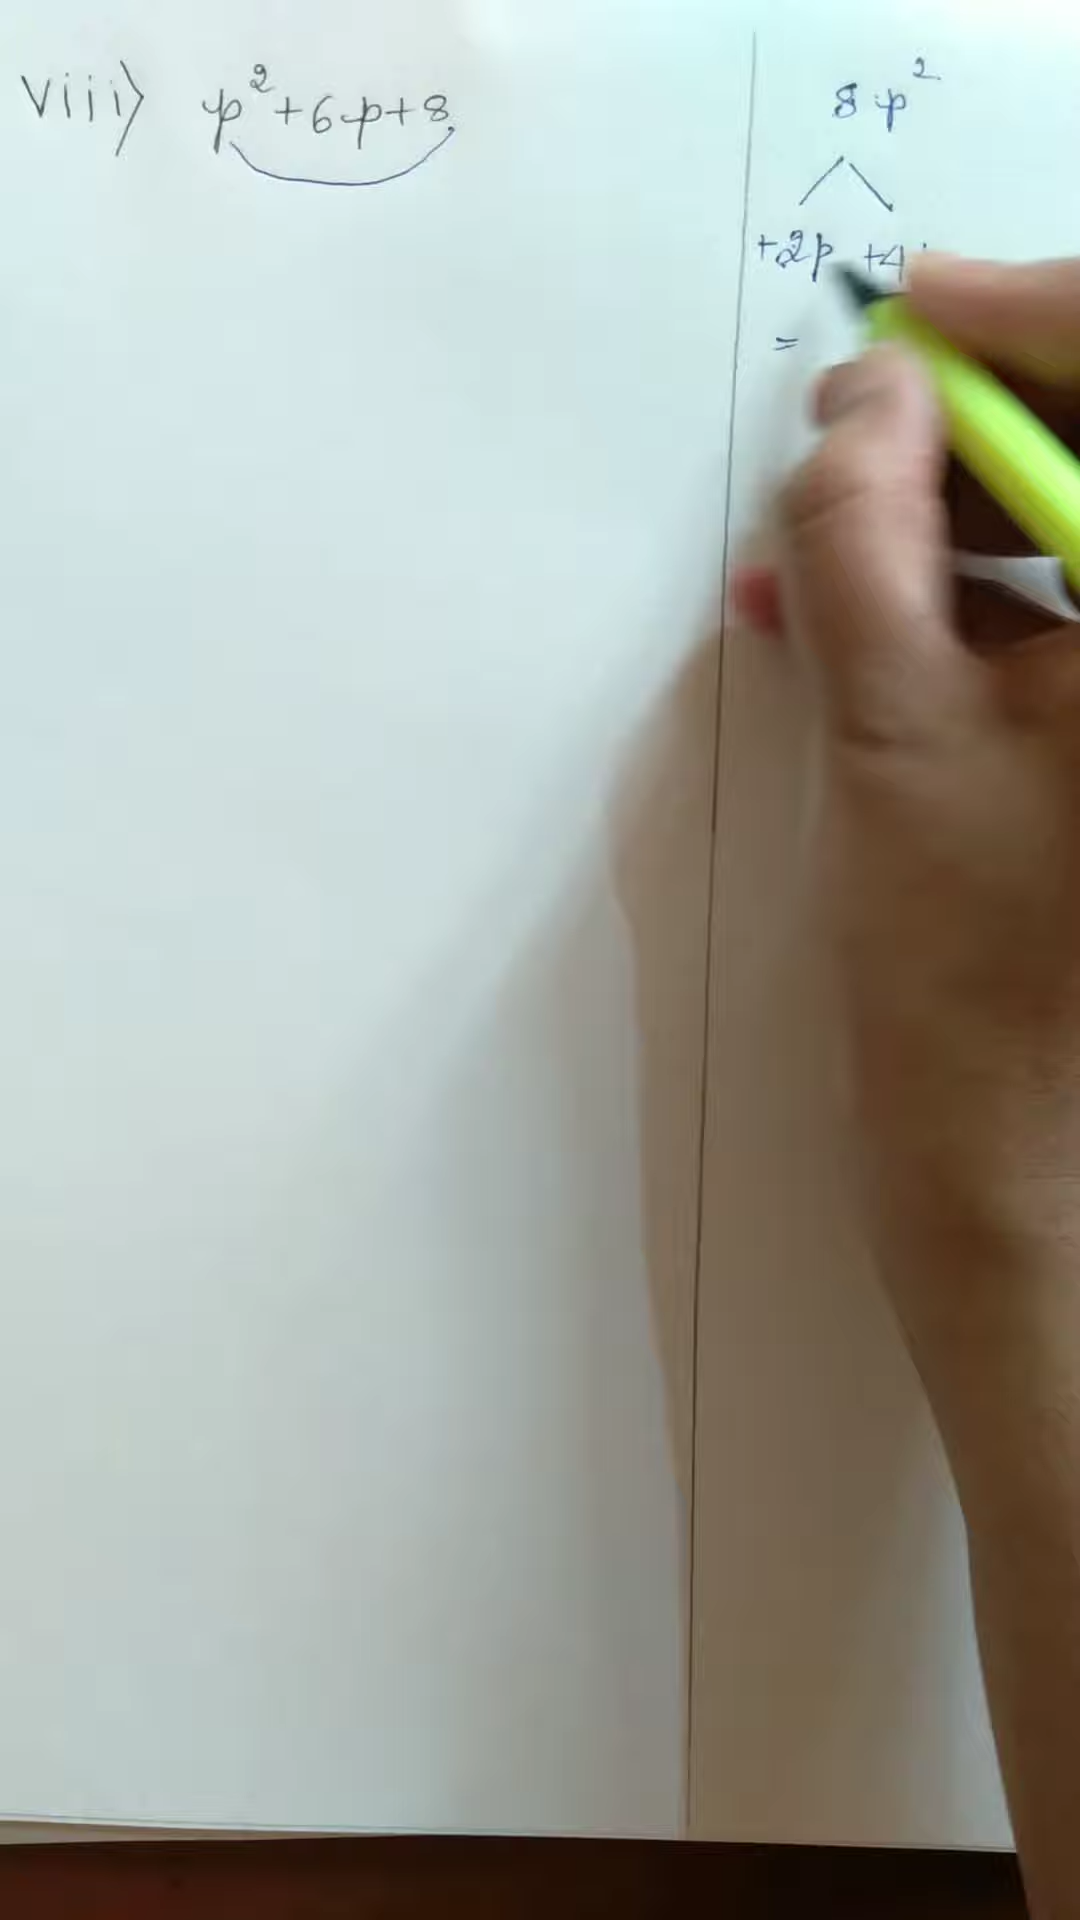 viii) p²+6p+8
8p²
+2p +4
=